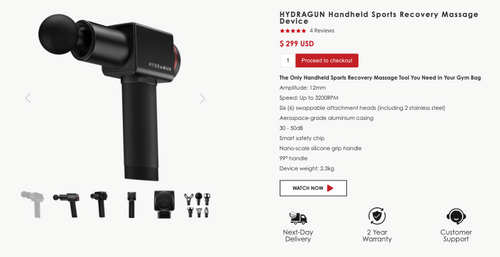 HYDRAGUN Handheld Sports Recovery Massage
Device
4 Reviews
$ 299 USD
1 Proceed to checkout
The Only Handheld Sports Recovery Massage Tool You Need In Your Gym Bag
Amplitude: 12mm
Speed: Up to 3200RPM
Six (6) swappable attachment heads (including 2 stainless steel)
Aerospace-grade aluminium casing
30 - 50dB
Smart safety chip
Nano-scale silicone grip handle
99° handle
Device weight: 2.3kg
WATCH NOW
Next-Day
Delivery
2 Year
Warranty
Customer
Support
HYDRAGUN